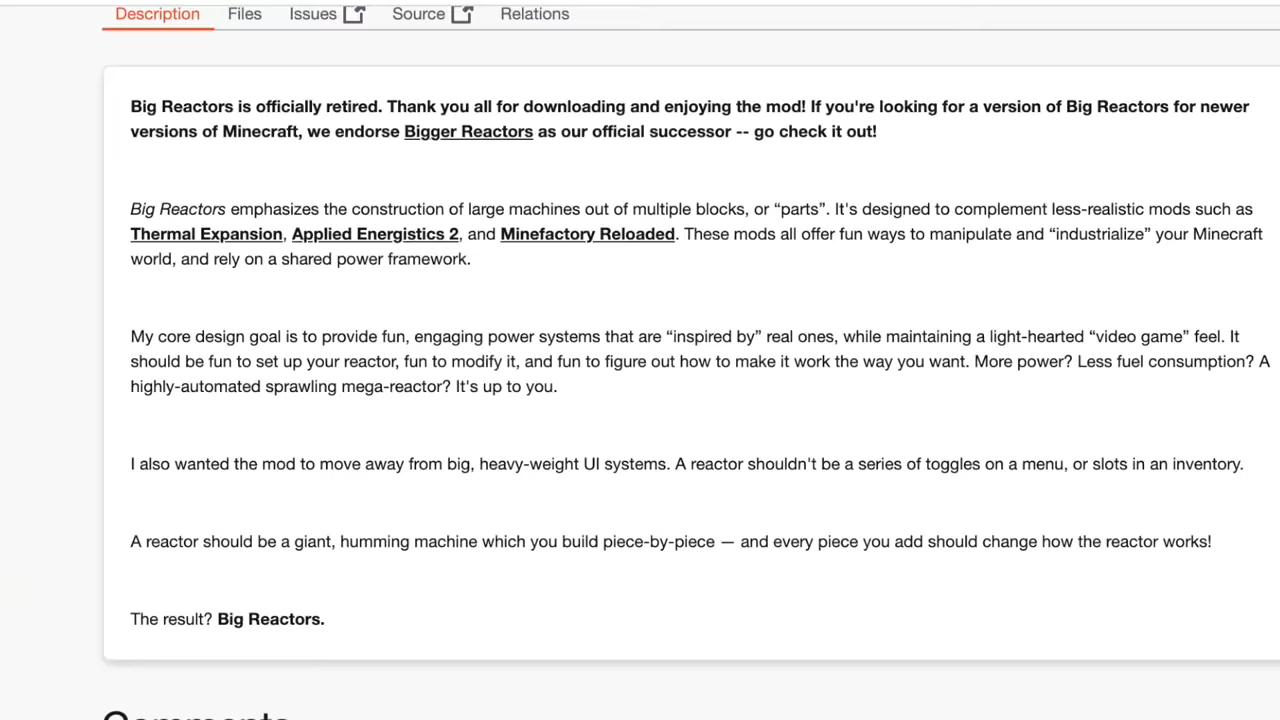 Description Files Issues Source Relations
Big Reactors is officially retired. Thank you all for downloading and enjoying the mod! If you're looking for a version of Big Reactors for newer
versions of Minecraft, we endorse Bigger Reactors as our official successor -- go check it out!
Big Reactors emphasizes the construction of large machines out of multiple blocks, or “parts”. It's designed to complement less-realistic mods such as
Thermal Expansion, Applied Energistics 2, and Minefactory Reloaded. These mods all offer fun ways to manipulate and “industrialize” your Minecraft
world, and rely on a shared power framework.
My core design goal is to provide fun, engaging power systems that are “inspired by” real ones, while maintaining a light-hearted “video game” feel. It
should be fun to set up your reactor, fun to modify it, and fun to figure out how to make it work the way you want. More power? Less fuel consumption? A
highly-automated sprawling mega-reactor? It's up to you.
I also wanted the mod to move away from big, heavy-weight UI systems. A reactor shouldn't be a series of toggles on a menu, or slots in an inventory.
A reactor should be a giant, humming machine which you build piece-by-piece — and every piece you add should change how the reactor works!
The result? Big Reactors.
Comments